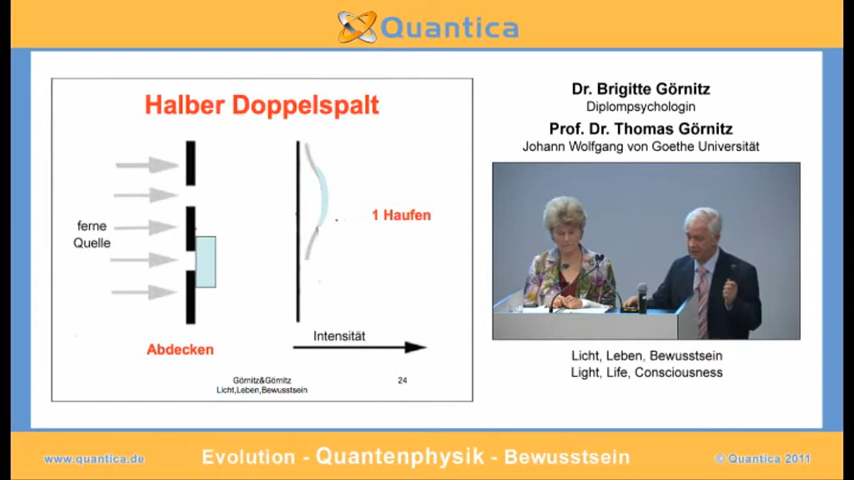 Quantica
Halber Doppelspalt
ferne
Quelle
1 Haufen
Intensität
Abdecken
Görnitz&Görnitz
Licht,Leben,Bewusstsein
24
Dr. Brigitte Görnitz
Diplompsychologin
Prof. Dr. Thomas Görnitz
Johann Wolfgang von Goethe Universität
Licht, Leben, Bewusstsein
Light, Life, Consciousness
www.quantica.de
Evolution - Quantenphysik - Bewusstsein
© Quantica 2011